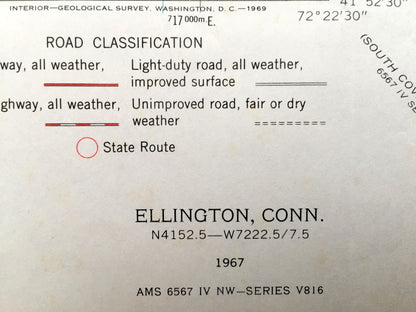 41°52'30"
INTERIOR—GEOLOGICAL SURVEY, WASHINGTON, D. C.—1969
717 000m. E.
72°22'30"
ROAD CLASSIFICATION
way, all weather,
Light-duty road, all weather,
improved surface
ghway, all weather,
Unimproved road, fair or dry
weather
State Route
(SOUTH COV
6567 IV S
ELLINGTON, CONN.
N4152.5—W7222.5/7.5
1967
AMS 6567 IV NW—SERIES V816